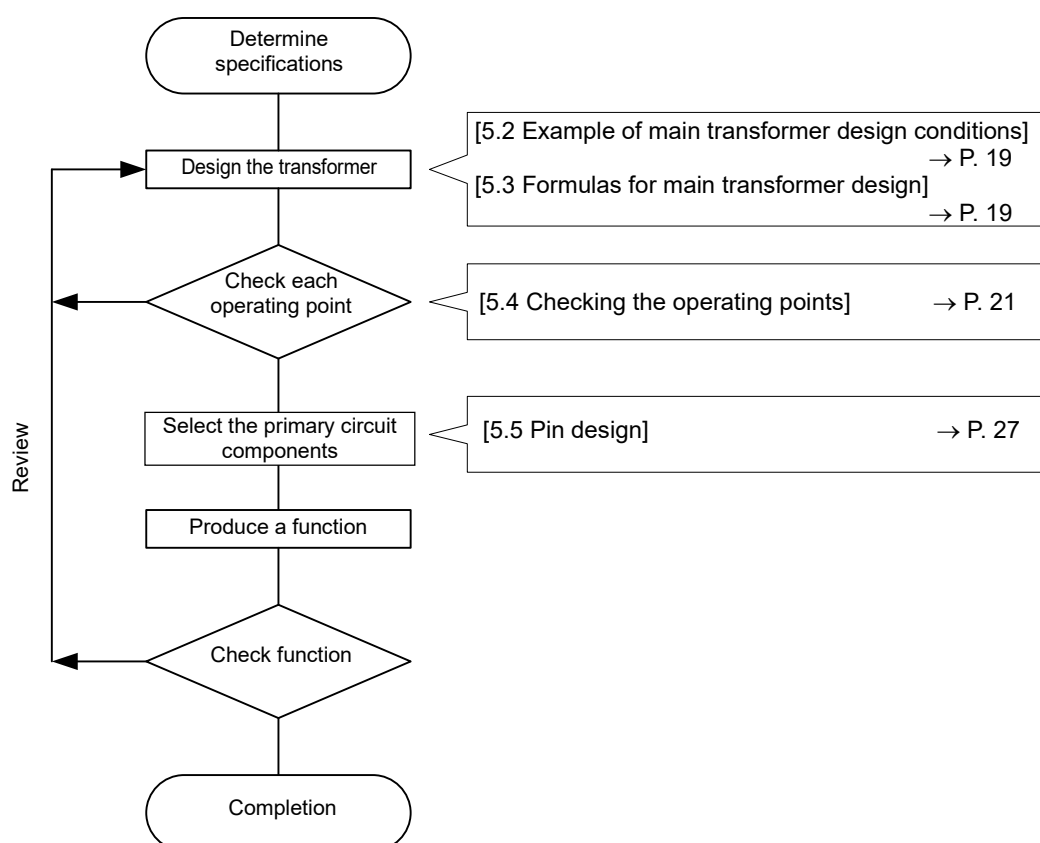 Determine
specifications
Design the transformer
[5.2 Example of main transformer design conditions]
→ P. 19
[5.3 Formulas for main transformer design]
→ P. 19
Check each
operating point
[5.4 Checking the operating points] → P. 21
Select the primary circuit
components
[5.5 Pin design] → P. 27
Review
Produce a function
Check function
Completion